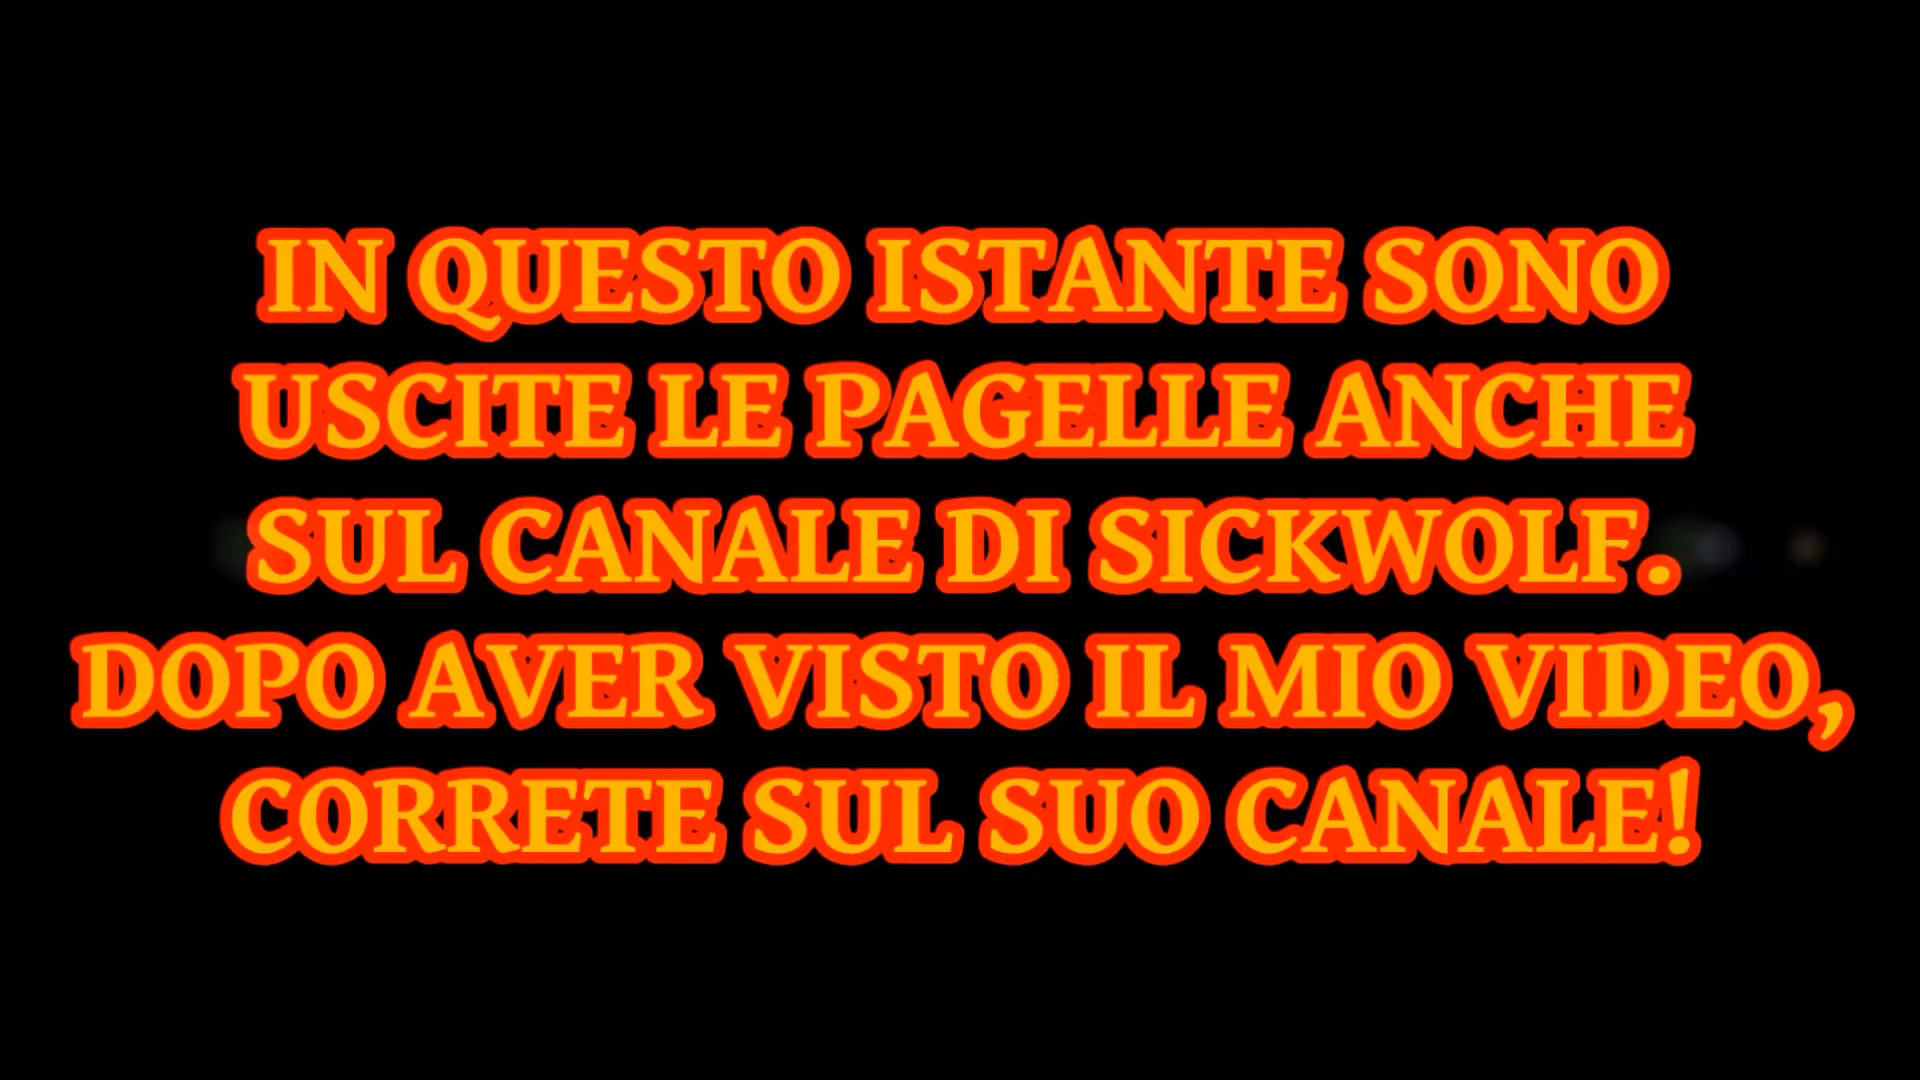 IN QUESTO ISTANTE SONO
USCITE LE PAGELLE ANCHE
SUL CANALE DI SICKWOLF.
DOPO AVER VISTO IL MIO VIDEO,
CORRETE SUL SUO CANALE!